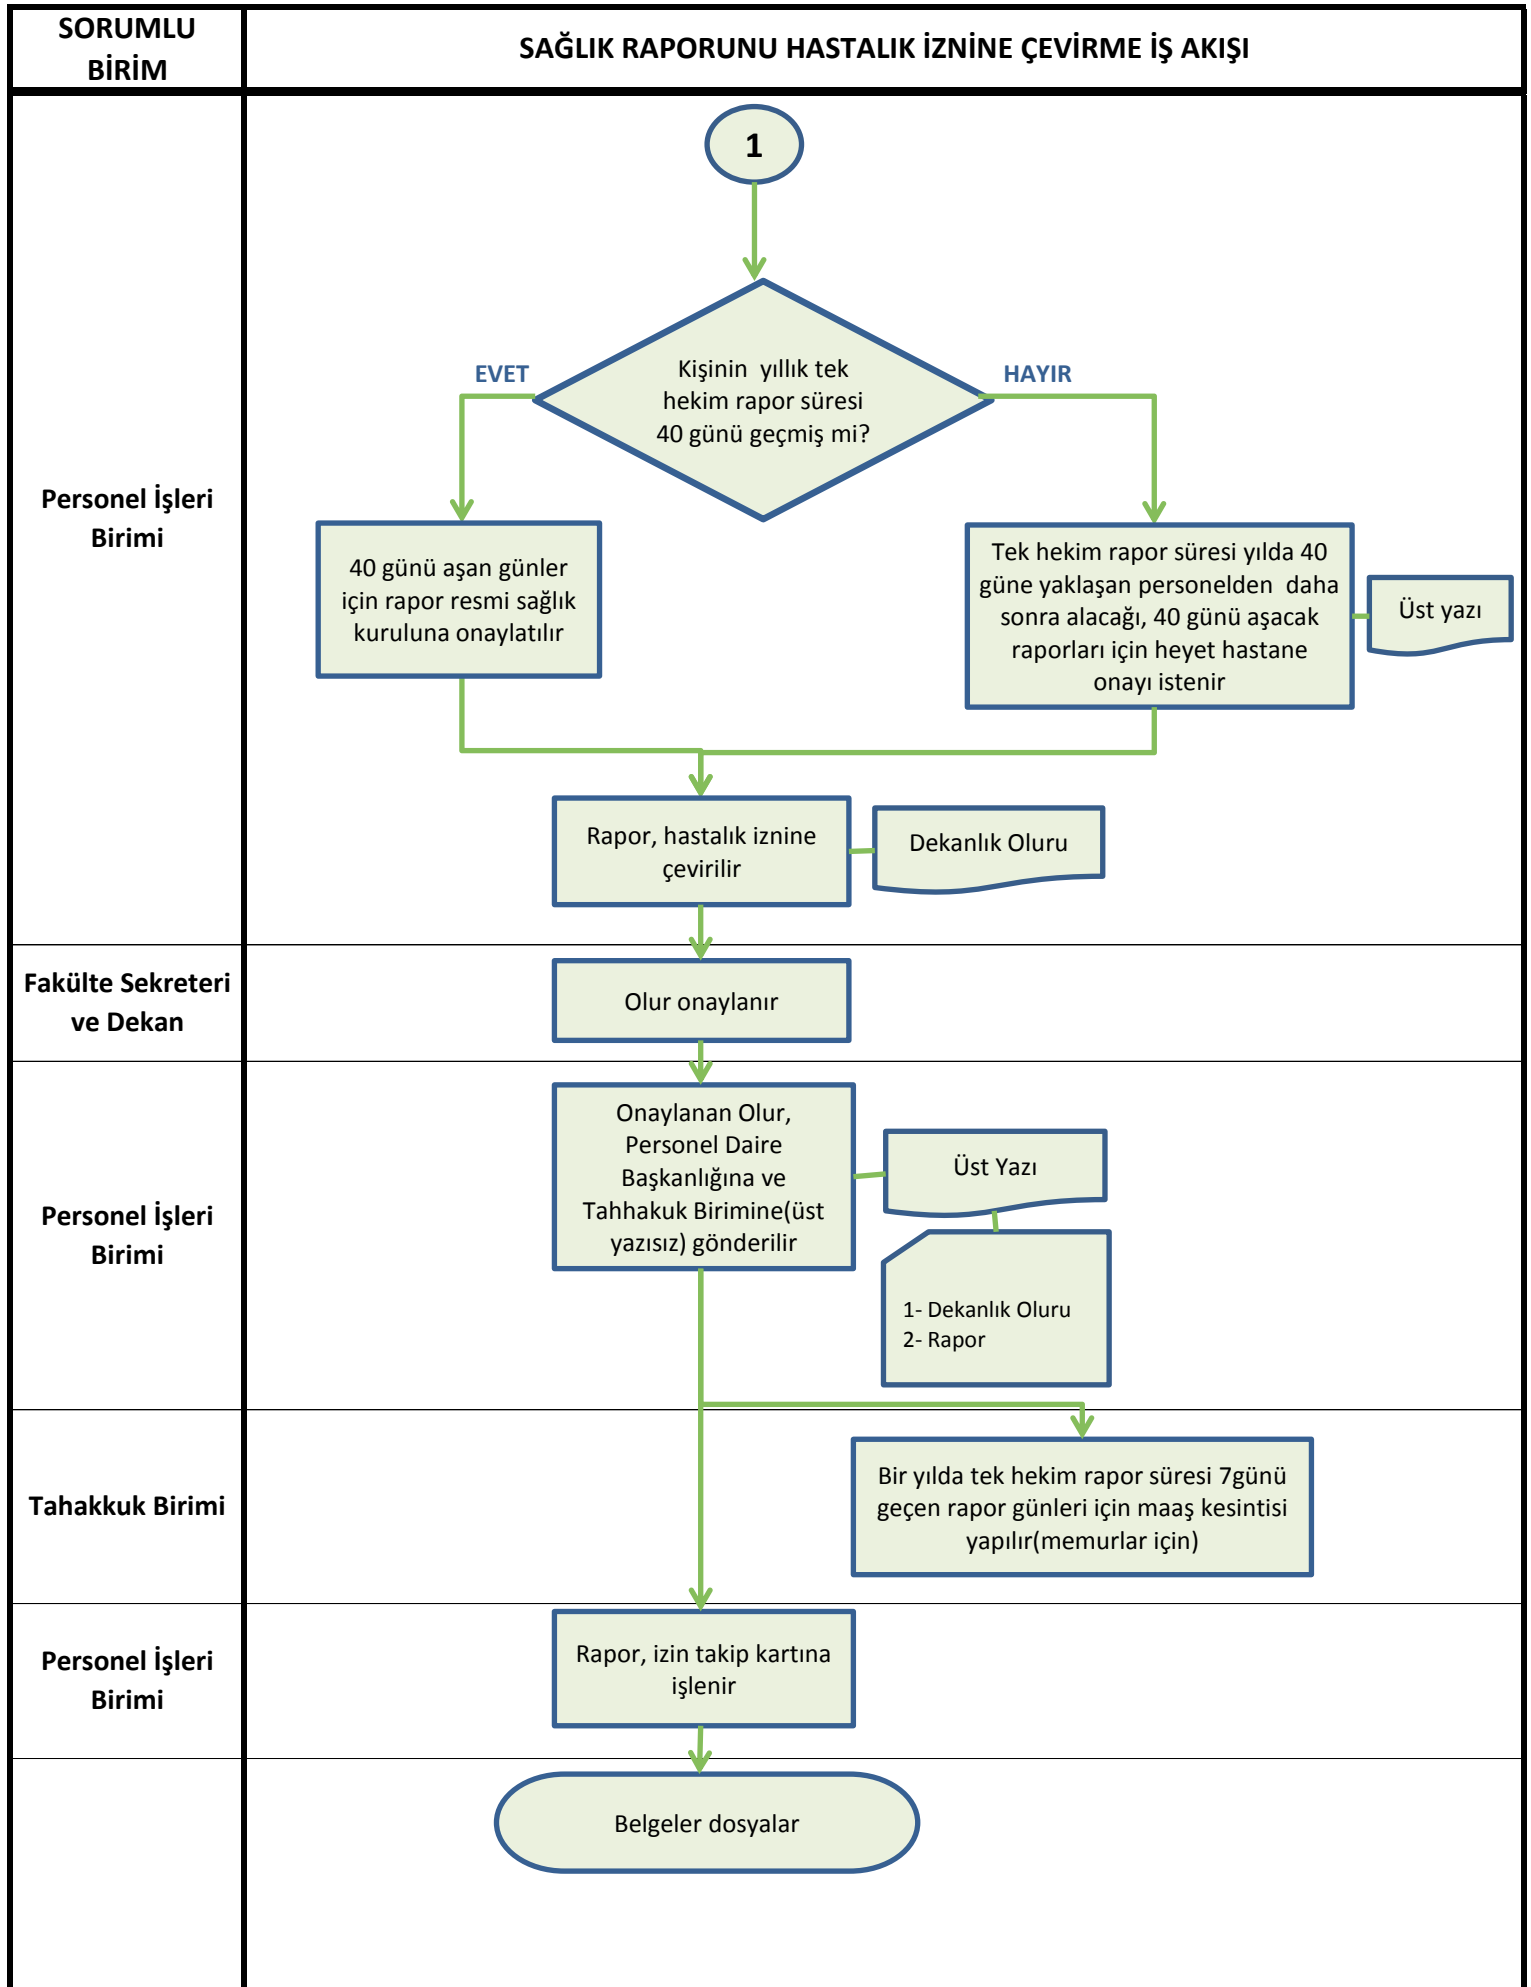 SORUMLU
BİRİM
SAĞLIK RAPORUNU HASTALIK İZNİNE ÇEVİRME İŞ AKIŞI
1
Kişinin yıllık tek
hekim rapor süresi
40 günü geçmiş mi?
EVET
HAYIR
Personel İşleri
Birimi
40 günü aşan günler
için rapor resmi sağlık
kuruluna onaylatılır
Tek hekim rapor süresi yılda 40
güne yaklaşan personelden daha
sonra alacağı, 40 günü aşacak
raporları için heyet hastane
onayı istenir
Üst yazı
Rapor, hastalık iznine
çevirilir
Dekanlık Oluru
Fakülte Sekreteri
ve Dekan
Olur onaylanır
Personel İşleri
Birimi
Onaylanan Olur,
Personel Daire
Başkanlığına ve
Tahhakuk Birimine(üst
yazısız) gönderilir
Üst Yazı
1- Dekanlık Oluru
2- Rapor
Tahakkuk Birimi
Bir yılda tek hekim rapor süresi 7günü
geçen rapor günleri için maaş kesintisi
yapılır(memurlar için)
Personel İşleri
Birimi
Rapor, izin takip kartına
işlenir
Belgeler dosyalar